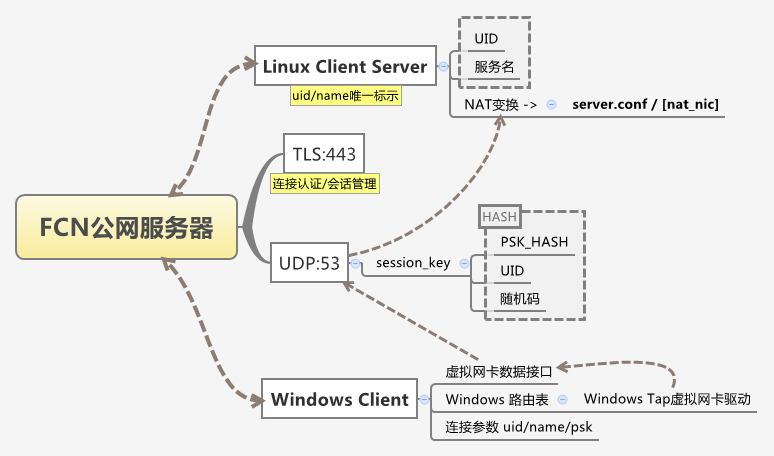 UID
Linux Client Server
服务名
uid/name唯一标示
NAT变换 ->
server.conf / [nat_nic]
TLS:443
连接认证/会话管理
FCN公网服务器
HASH
UDP:53
session_key
PSK_HASH
UID
随机码
虚拟网卡数据接口
Windows Client
Windows 路由表
Windows Tap虚拟网卡驱动
连接参数 uid/name/psk